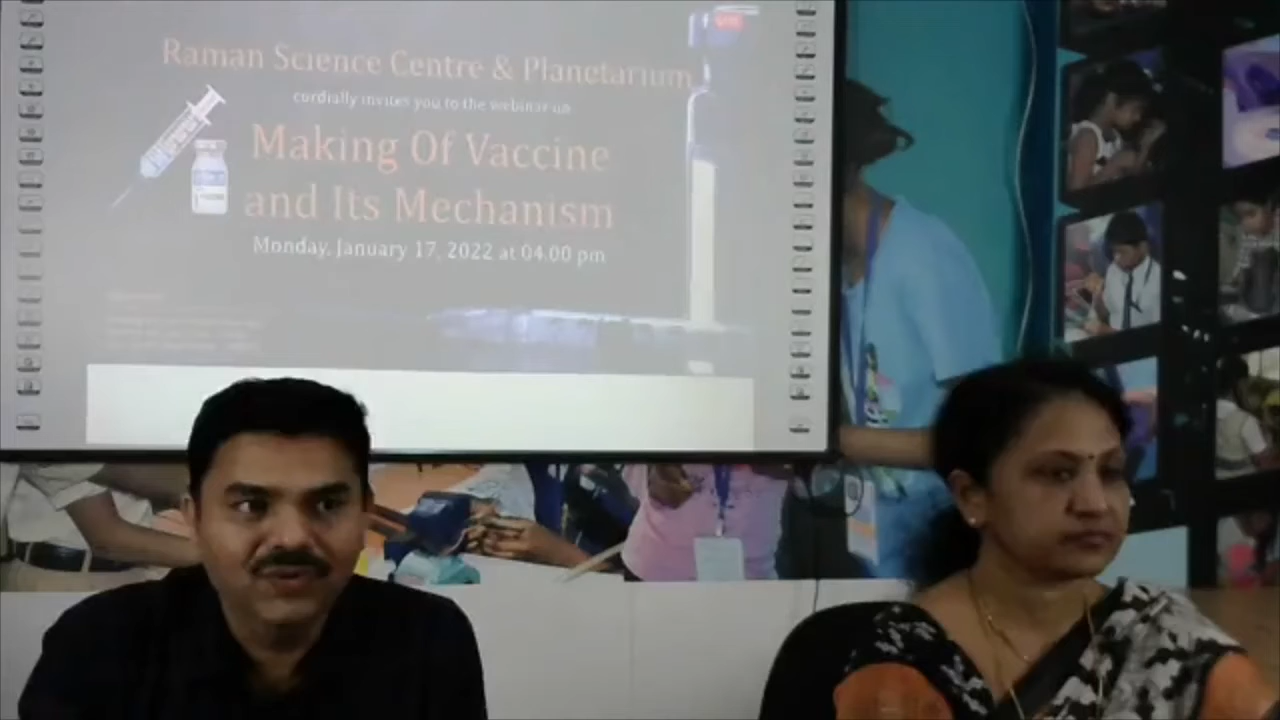 Raman Science Centre & Planetarium
cordially invites you to the webinar on
Making Of Vaccine
and Its Mechanism
Monday, January 17, 2022 at 04.00 pm